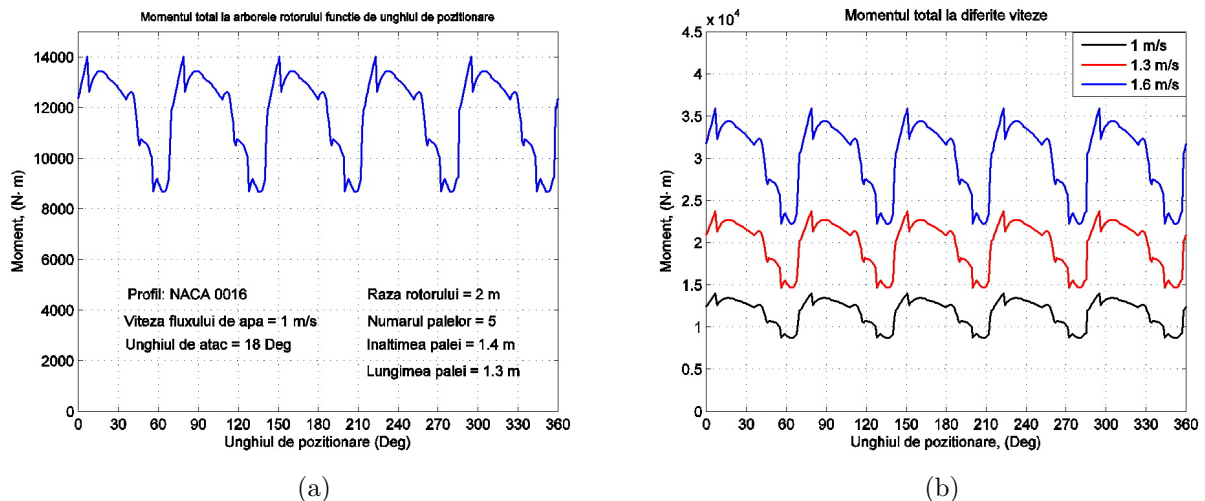 Momentul total la arborele rotorului functie de unghiul de pozitionare
14000
12000
10000
8000
6000
4000
2000
0
Moment, (N· m)
Profil: NACA 0016
Viteza fluxului de apa = 1 m/s
Unghiul de atac = 18 Deg
Raza rotorului = 2 m
Numarul palelor = 5
Inaltimea palei = 1.4 m
Lungimea palei = 1.3 m
0 30 60 90 120 150 180 210 240 270 300 330 360
Unghiul de pozitionare (Deg)
(a)
x 10⁴
Momentul total la diferite viteze
4.5
4
3.5
3
2.5
2
1.5
1
0.5
0
Moment, (N· m)
1 m/s
1.3 m/s
1.6 m/s
0 30 60 90 120 150 180 210 240 270 300 330 360
Unghiul de pozitionare, (Deg)
(b)